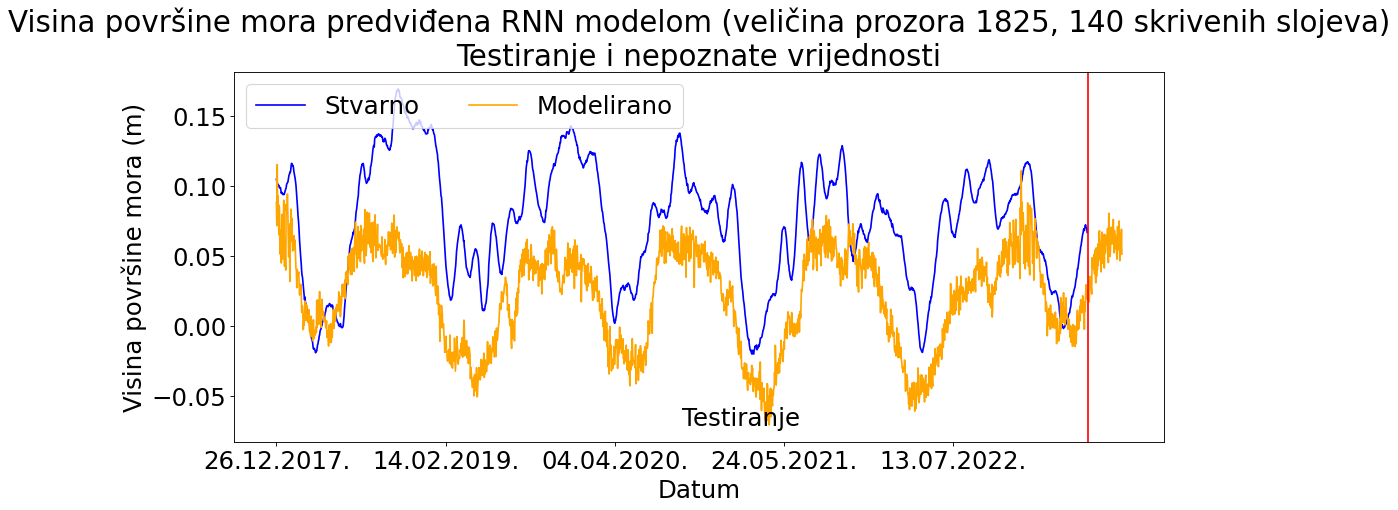 Visina površine mora predviđena RNN modelom (veličina prozora 1825, 140 skrivenih slojeva)
Testiranje i nepoznate vrijednosti
Stvarno
Modelirano
Visina površine mora (m)
0.15
0.10
0.05
0.00
−0.05
Testiranje
26.12.2017.
14.02.2019.
04.04.2020.
24.05.2021.
13.07.2022.
Datum